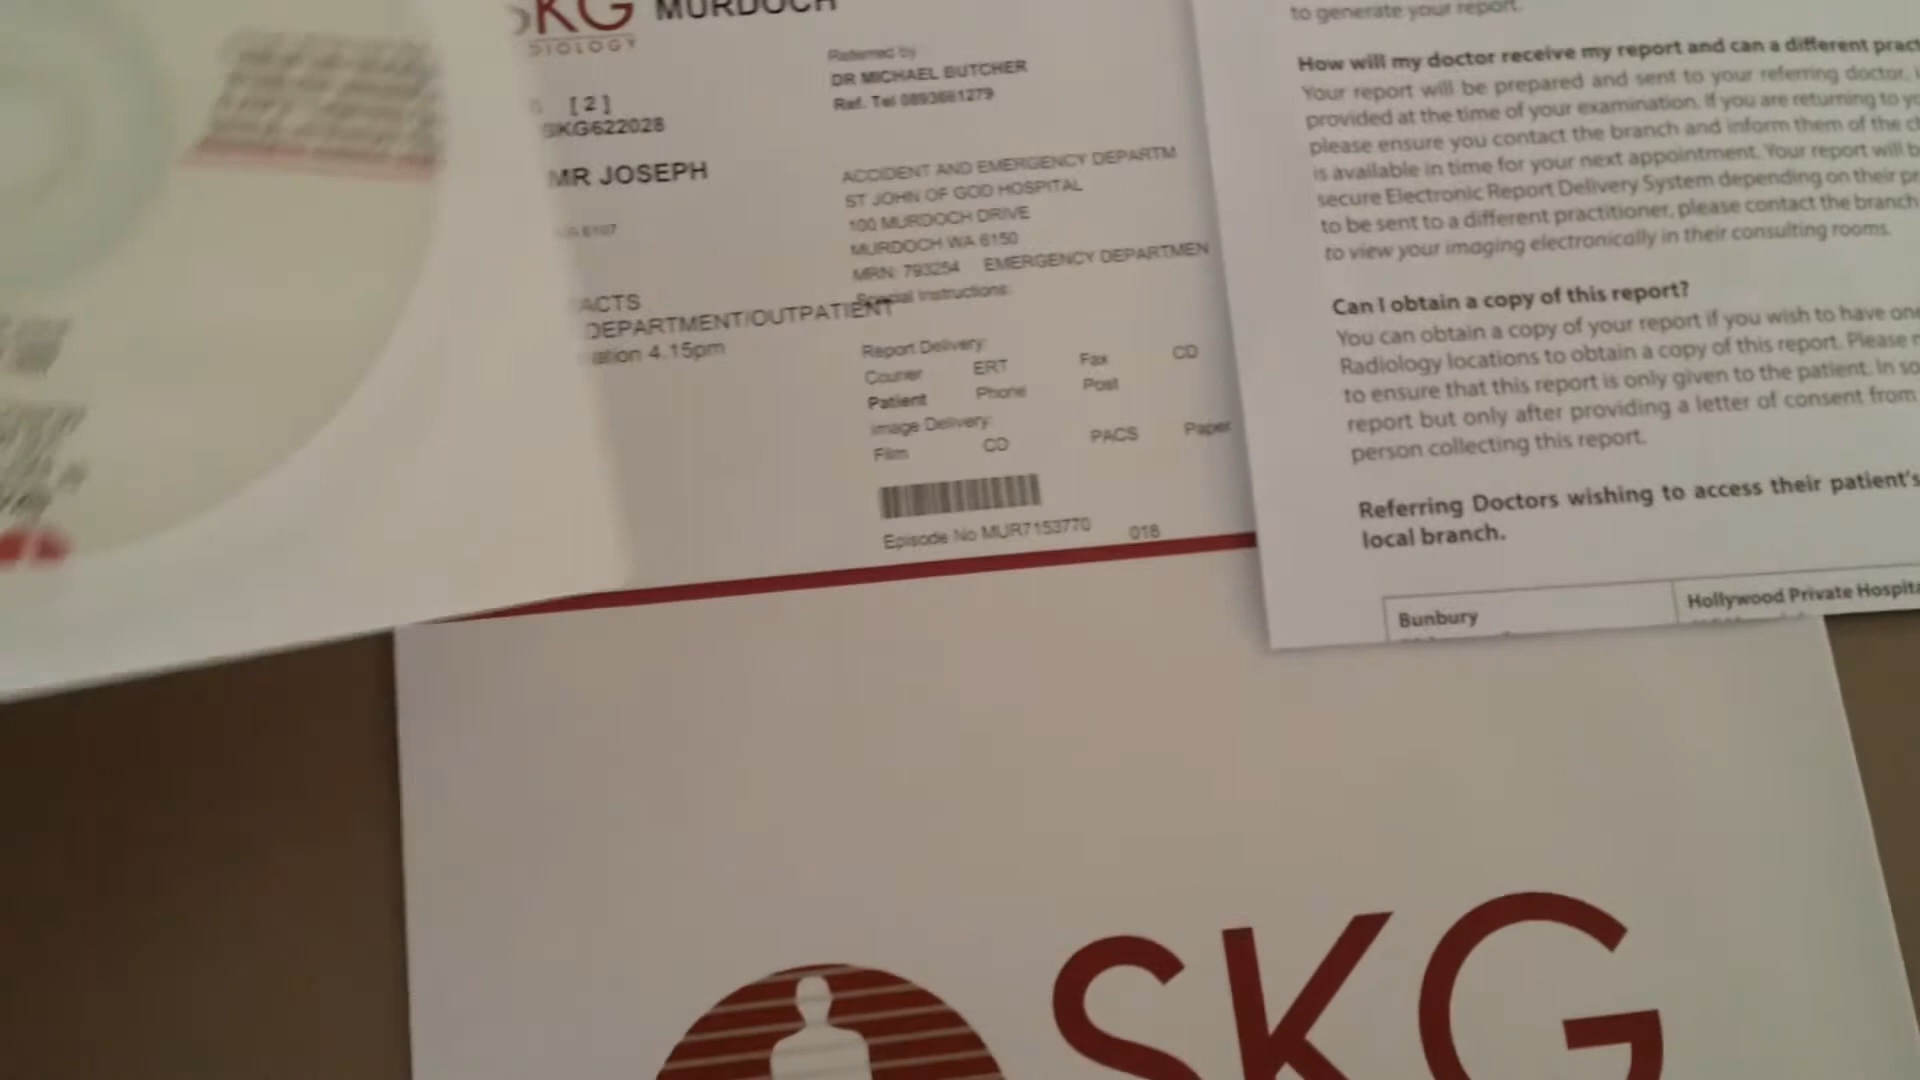 SKG MURDOCH
DIOLOGY
Referred by
DR MICHAEL BUTCHER
Ref. Tel 0893661279
[ 2 ]
SKG622028
MR JOSEPH
ACCIDENT AND EMERGENCY DEPARTM
ST JOHN OF GOD HOSPITAL
100 MURDOCH DRIVE
MURDOCH WA 6150
MRN: 793254 EMERGENCY DEPARTMEN
Special Instructions:
ACTS
DEPARTMENT/OUTPATIENT
4.15pm
Report Delivery:
Courier ERT Fax CD
Patient Phone Post
Image Delivery:
Film CD PACS Paper
Episode No MUR7153770 018
to generate your report.
How will my doctor receive my report and can a different pract
Your report will be prepared and sent to your referring doctor,
provided at the time of your examination. If you are returning to yo
please ensure you contact the branch and inform them of the c
is available in time for your next appointment. Your report will b
secure Electronic Report Delivery System depending on their pr
to be sent to a different practitioner, please contact the branch
to view your imaging electronically in their consulting rooms.
Can I obtain a copy of this report?
You can obtain a copy of your report if you wish to have one
Radiology locations to obtain a copy of this report. Please
to ensure that this report is only given to the patient. In so
report but only after providing a letter of consent from
person collecting this report.
Referring Doctors wishing to access their patient's
local branch.
Bunbury
Hollywood Private Hospita
SKG